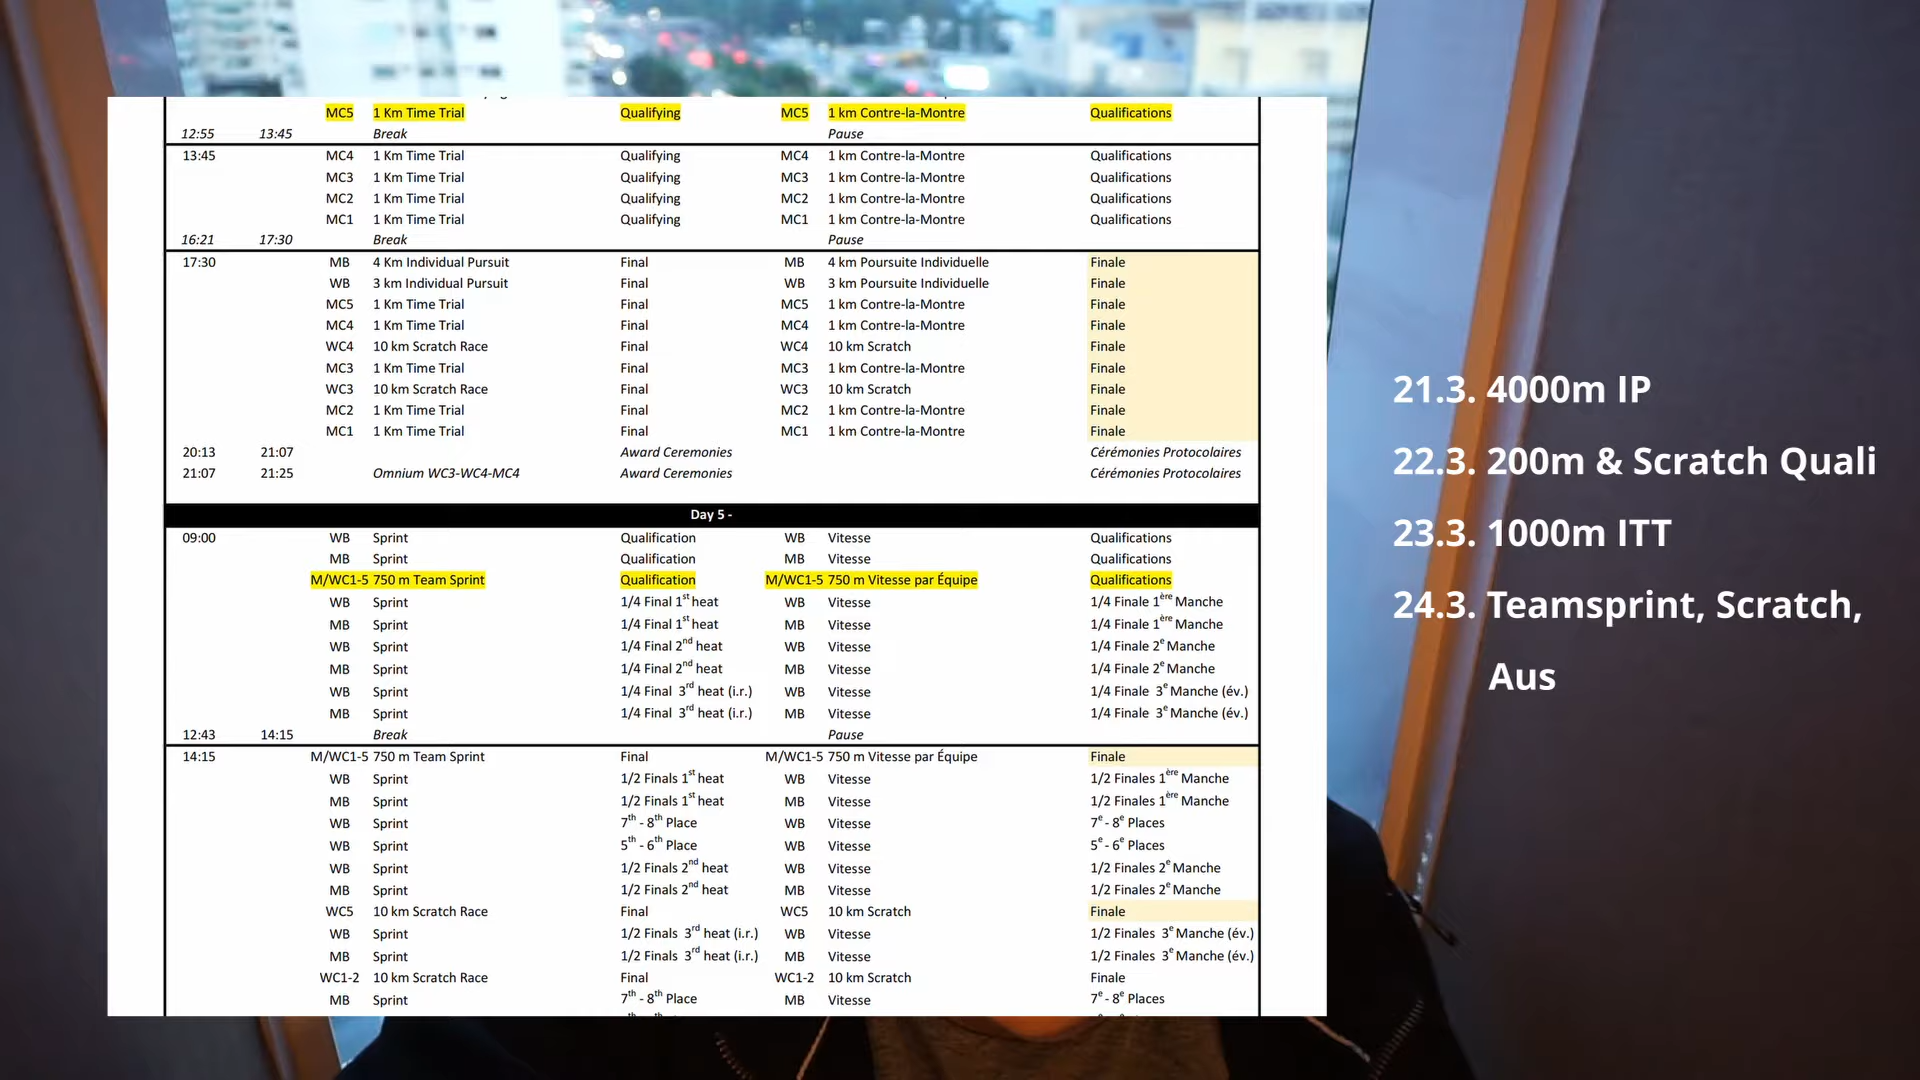 MC5 1 Km Time Trial Qualifying MC5 1 km Contre-la-Montre Qualifications
12:55 13:45 Break Pause
13:45 MC4 1 Km Time Trial Qualifying MC4 1 km Contre-la-Montre Qualifications
MC3 1 Km Time Trial Qualifying MC3 1 km Contre-la-Montre Qualifications
MC2 1 Km Time Trial Qualifying MC2 1 km Contre-la-Montre Qualifications
MC1 1 Km Time Trial Qualifying MC1 1 km Contre-la-Montre Qualifications
16:21 17:30 Break Pause
17:30 MB 4 Km Individual Pursuit Final MB 4 km Poursuite Individuelle Finale
WB 3 km Individual Pursuit Final WB 3 km Poursuite Individuelle Finale
MC5 1 Km Time Trial Final MC5 1 km Contre-la-Montre Finale
MC4 1 Km Time Trial Final MC4 1 km Contre-la-Montre Finale
WC4 10 km Scratch Race Final WC4 10 km Scratch Finale
MC3 1 Km Time Trial Final MC3 1 km Contre-la-Montre Finale
WC3 10 km Scratch Race Final WC3 10 km Scratch Finale
MC2 1 Km Time Trial Final MC2 1 km Contre-la-Montre Finale
MC1 1 Km Time Trial Final MC1 1 km Contre-la-Montre Finale
20:13 21:07 Award Ceremonies Cérémonies Protocolaires
21:07 21:25 Omnium WC3-WC4-MC4 Award Ceremonies Cérémonies Protocolaires
Day 5 -
09:00 WB Sprint Qualification WB Vitesse Qualifications
MB Sprint Qualification MB Vitesse Qualifications
M/WC1-5 750 m Team Sprint Qualification M/WC1-5 750 m Vitesse par Équipe Qualifications
WB Sprint 1/4 Final 1st heat WB Vitesse 1/4 Finale 1ère Manche
MB Sprint 1/4 Final 1st heat MB Vitesse 1/4 Finale 1ère Manche
WB Sprint 1/4 Final 2nd heat WB Vitesse 1/4 Finale 2e Manche
MB Sprint 1/4 Final 2nd heat MB Vitesse 1/4 Finale 2e Manche
WB Sprint 1/4 Final 3rd heat (i.r.) WB Vitesse 1/4 Finale 3e Manche (év.)
MB Sprint 1/4 Final 3rd heat (i.r.) MB Vitesse 1/4 Finale 3e Manche (év.)
12:43 14:15 Break Pause
14:15 M/WC1-5 750 m Team Sprint Final M/WC1-5 750 m Vitesse par Équipe Finale
WB Sprint 1/2 Finals 1st heat WB Vitesse 1/2 Finales 1ère Manche
MB Sprint 1/2 Finals 1st heat MB Vitesse 1/2 Finales 1ère Manche
WB Sprint 7th - 8th Place WB Vitesse 7e - 8e Places
WB Sprint 5th - 6th Place WB Vitesse 5e - 6e Places
WB Sprint 1/2 Finals 2nd heat WB Vitesse 1/2 Finales 2e Manche
MB Sprint 1/2 Finals 2nd heat MB Vitesse 1/2 Finales 2e Manche
WC5 10 km Scratch Race Final WC5 10 km Scratch Finale
WB Sprint 1/2 Finals 3rd heat (i.r.) WB Vitesse 1/2 Finales 3e Manche (év.)
MB Sprint 1/2 Finals 3rd heat (i.r.) MB Vitesse 1/2 Finales 3e Manche (év.)
WC1-2 10 km Scratch Race Final WC1-2 10 km Scratch Finale
MB Sprint 7th - 8th Place MB Vitesse 7e - 8e Places
21.3. 4000m IP
22.3. 200m & Scratch Quali
23.3. 1000m ITT
24.3. Teamsprint, Scratch,
Aus